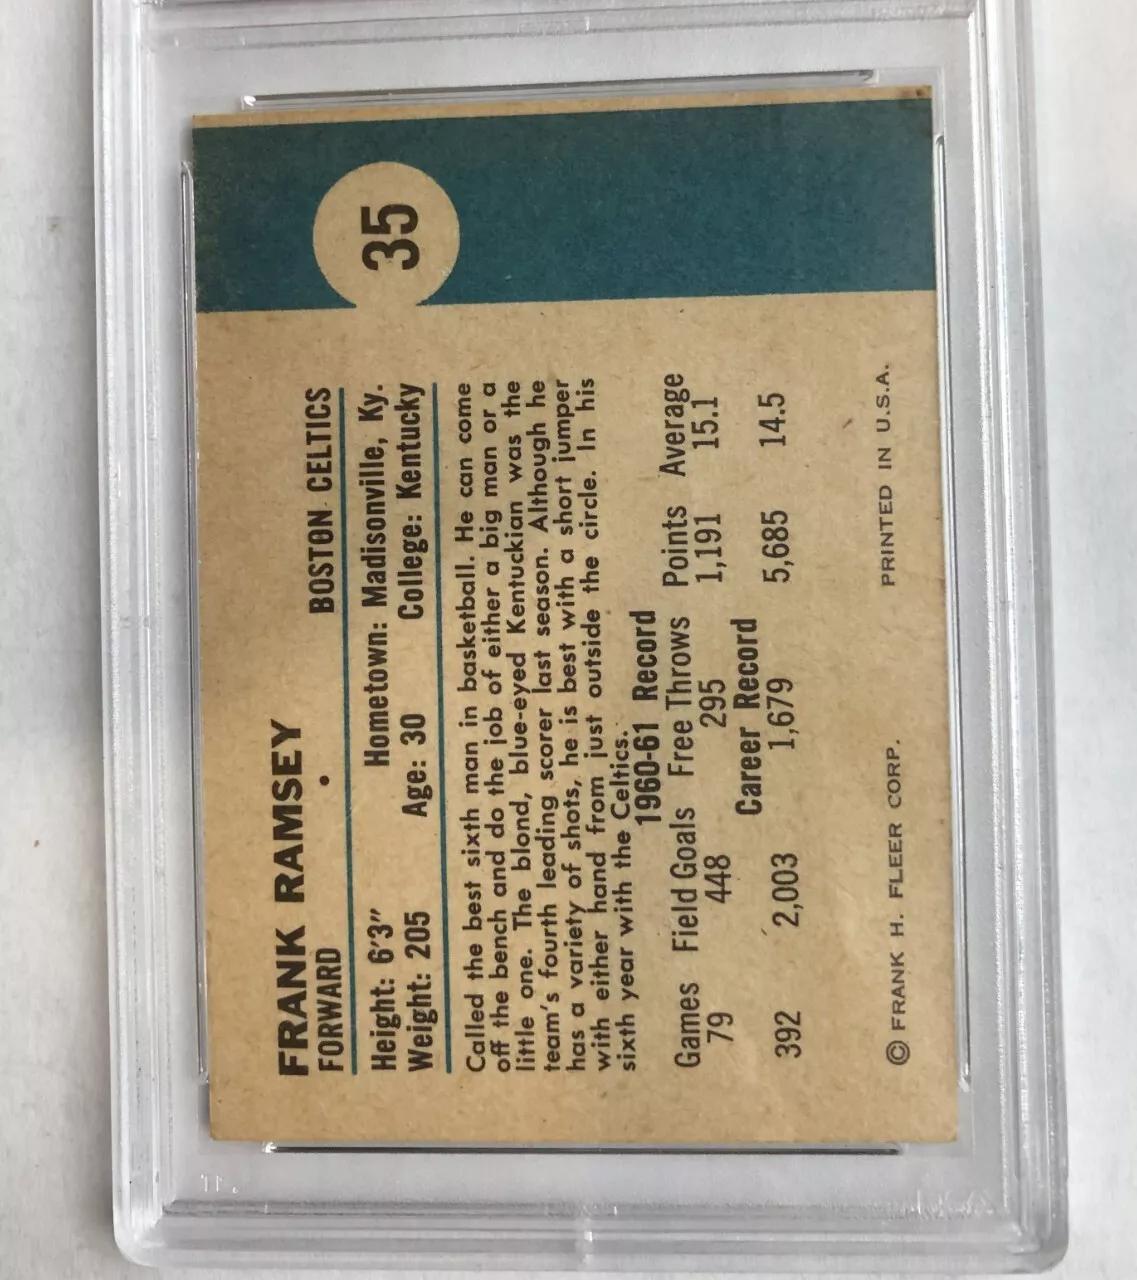 35
FRANK RAMSEY
FORWARD • BOSTON CELTICS
Height: 6'3" Hometown: Madisonville, Ky.
Weight: 205 Age: 30 College: Kentucky
Called the best sixth man in basketball. He can come
off the bench and do the job of either a big man or a
little one. The blond, blue-eyed Kentuckian was the
team's fourth leading scorer last season. Although he
has a variety of shots, he is best with a short jumper
with either hand from just outside the circle. In his
sixth year with the Celtics.
1960-61 Record
Games Field Goals Free Throws Points Average
79 448 295 1,191 15.1
Career Record
392 2,003 1,679 5,685 14.5
© FRANK H. FLEER CORP. PRINTED IN U.S.A.